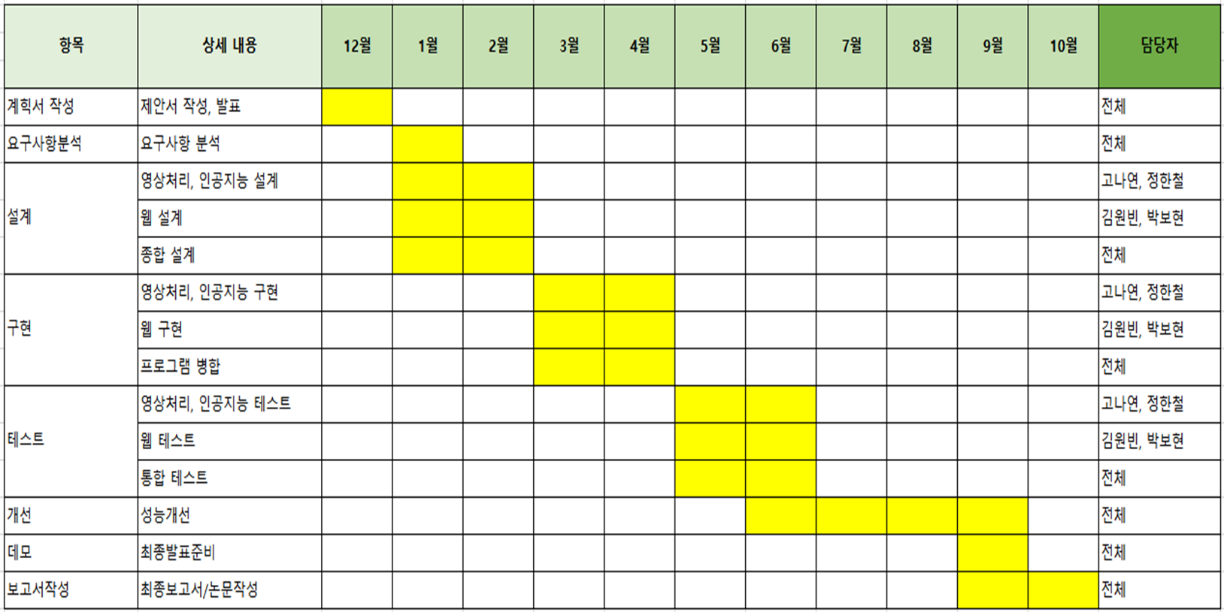 항목 상세 내용 12월 1월 2월 3월 4월 5월 6월 7월 8월 9월 10월 담당자
계획서 작성 제안서 작성, 발표 전체
요구사항분석 요구사항 분석 전체
설계 영상처리, 인공지능 설계 고나연, 정한철
웹 설계 김원빈, 박보현
종합 설계 전체
구현 영상처리, 인공지능 구현 고나연, 정한철
웹 구현 김원빈, 박보현
프로그램 병합 전체
테스트 영상처리, 인공지능 테스트 고나연, 정한철
웹 테스트 김원빈, 박보현
통합 테스트 전체
개선 성능개선 전체
데모 최종발표준비 전체
보고서작성 최종보고서/논문작성 전체